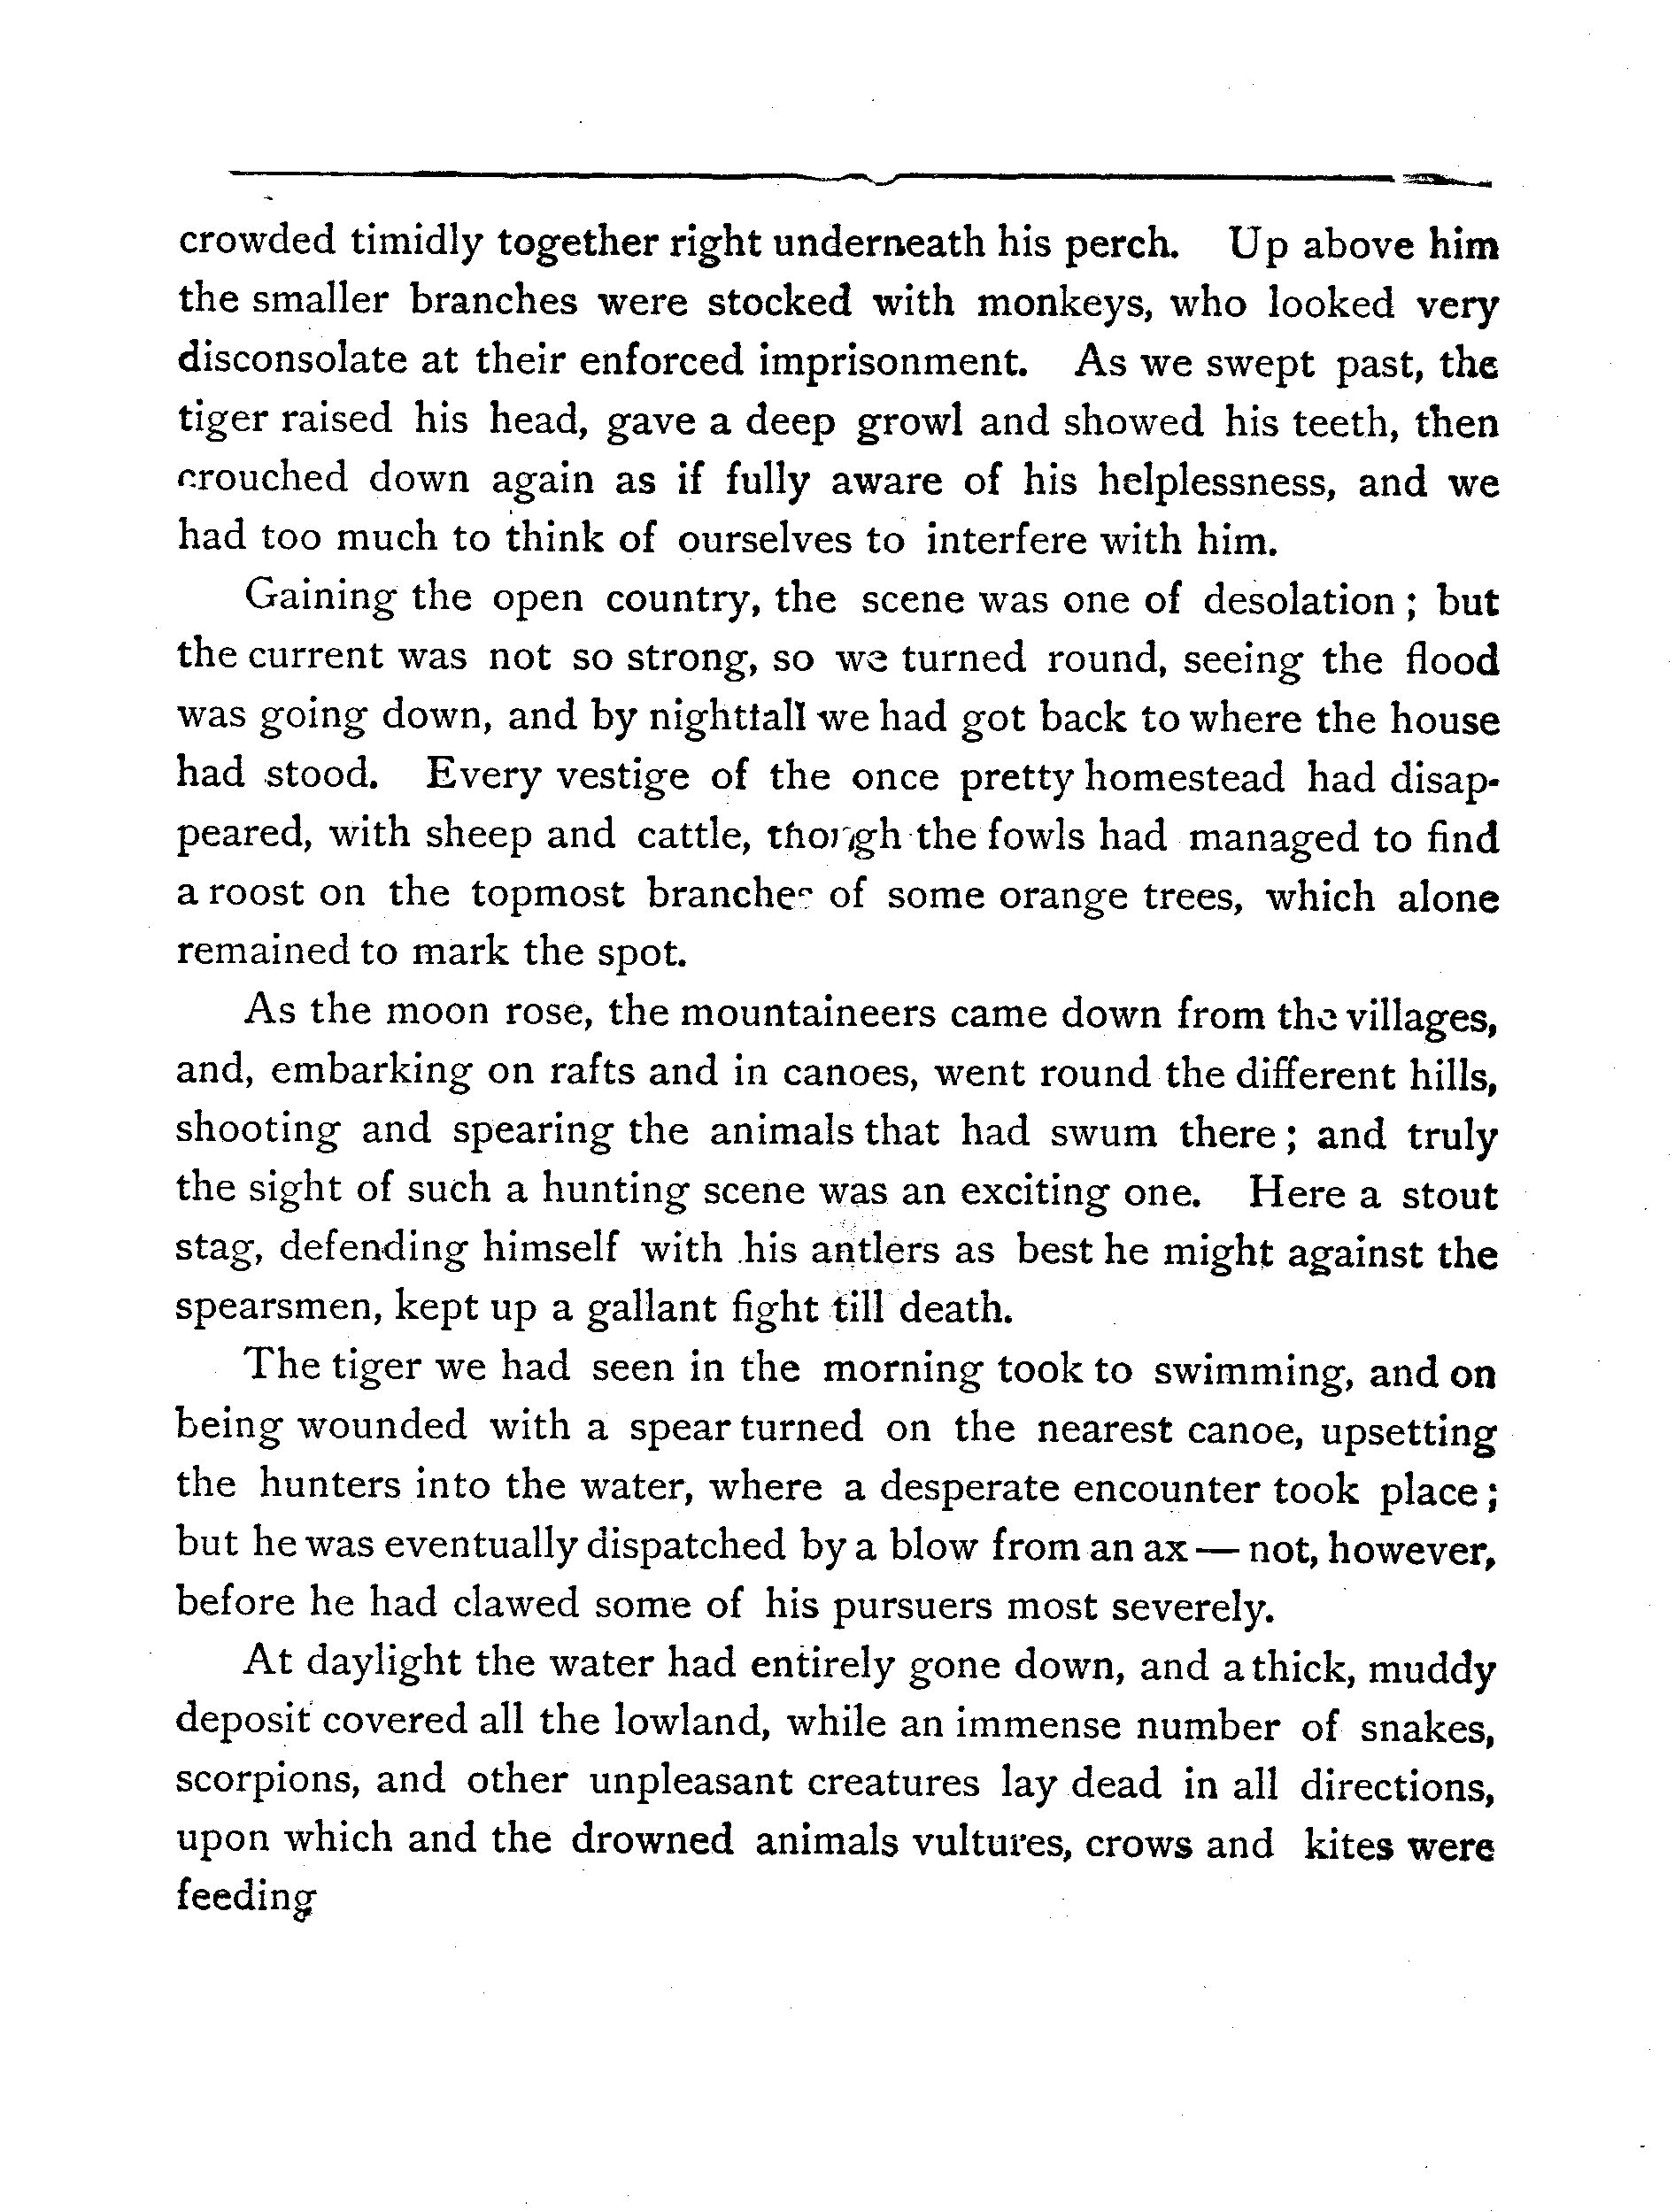 crowded timidly together right underneath his perch. Up above him
the smaller branches were stocked with monkeys, who looked very
disconsolate at their enforced imprisonment. As we swept past, the
tiger raised his head, gave a deep growl and showed his teeth, then
crouched down again as if fully aware of his helplessness, and we
had too much to think of ourselves to interfere with him.
Gaining the open country, the scene was one of desolation; but
the current was not so strong, so we turned round, seeing the flood
was going down, and by nightfall we had got back to where the house
had stood. Every vestige of the once pretty homestead had disap-
peared, with sheep and cattle, though the fowls had managed to find
a roost on the topmost branches of some orange trees, which alone
remained to mark the spot.
As the moon rose, the mountaineers came down from the villages,
and, embarking on rafts and in canoes, went round the different hills,
shooting and spearing the animals that had swum there; and truly
the sight of such a hunting scene was an exciting one. Here a stout
stag, defending himself with his antlers as best he might against the
spearsmen, kept up a gallant fight till death.
The tiger we had seen in the morning took to swimming, and on
being wounded with a spear turned on the nearest canoe, upsetting
the hunters into the water, where a desperate encounter took place;
but he was eventually dispatched by a blow from an ax — not, however,
before he had clawed some of his pursuers most severely.
At daylight the water had entirely gone down, and a thick, muddy
deposit covered all the lowland, while an immense number of snakes,
scorpions, and other unpleasant creatures lay dead in all directions,
upon which and the drowned animals vultures, crows and kites were
feeding